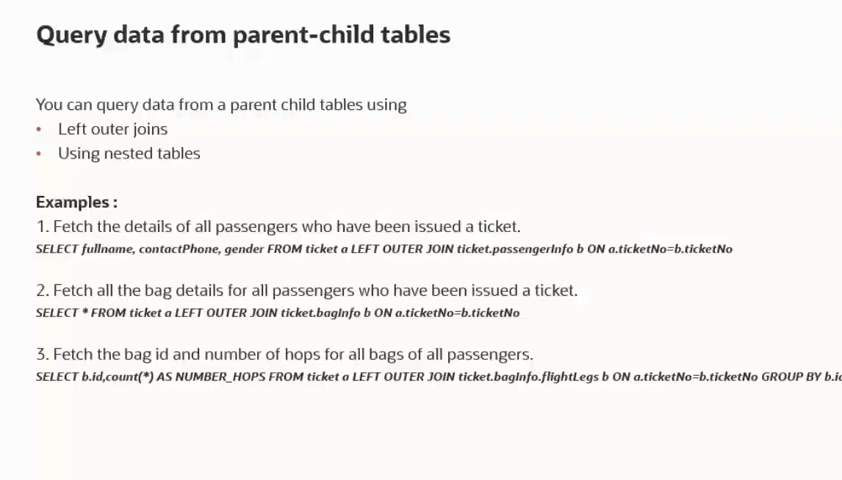 Query data from parent-child tables
You can query data from a parent child tables using
• Left outer joins
• Using nested tables
Examples :
1. Fetch the details of all passengers who have been issued a ticket.
SELECT fullname, contactPhone, gender FROM ticket a LEFT OUTER JOIN ticket.passengerInfo b ON a.ticketNo=b.ticketNo
2. Fetch all the bag details for all passengers who have been issued a ticket.
SELECT * FROM ticket a LEFT OUTER JOIN ticket.bagInfo b ON a.ticketNo=b.ticketNo
3. Fetch the bag id and number of hops for all bags of all passengers.
SELECT b.id,count(*) AS NUMBER_HOPS FROM ticket a LEFT OUTER JOIN ticket.bagInfo.flightLegs b ON a.ticketNo=b.ticketNo GROUP BY